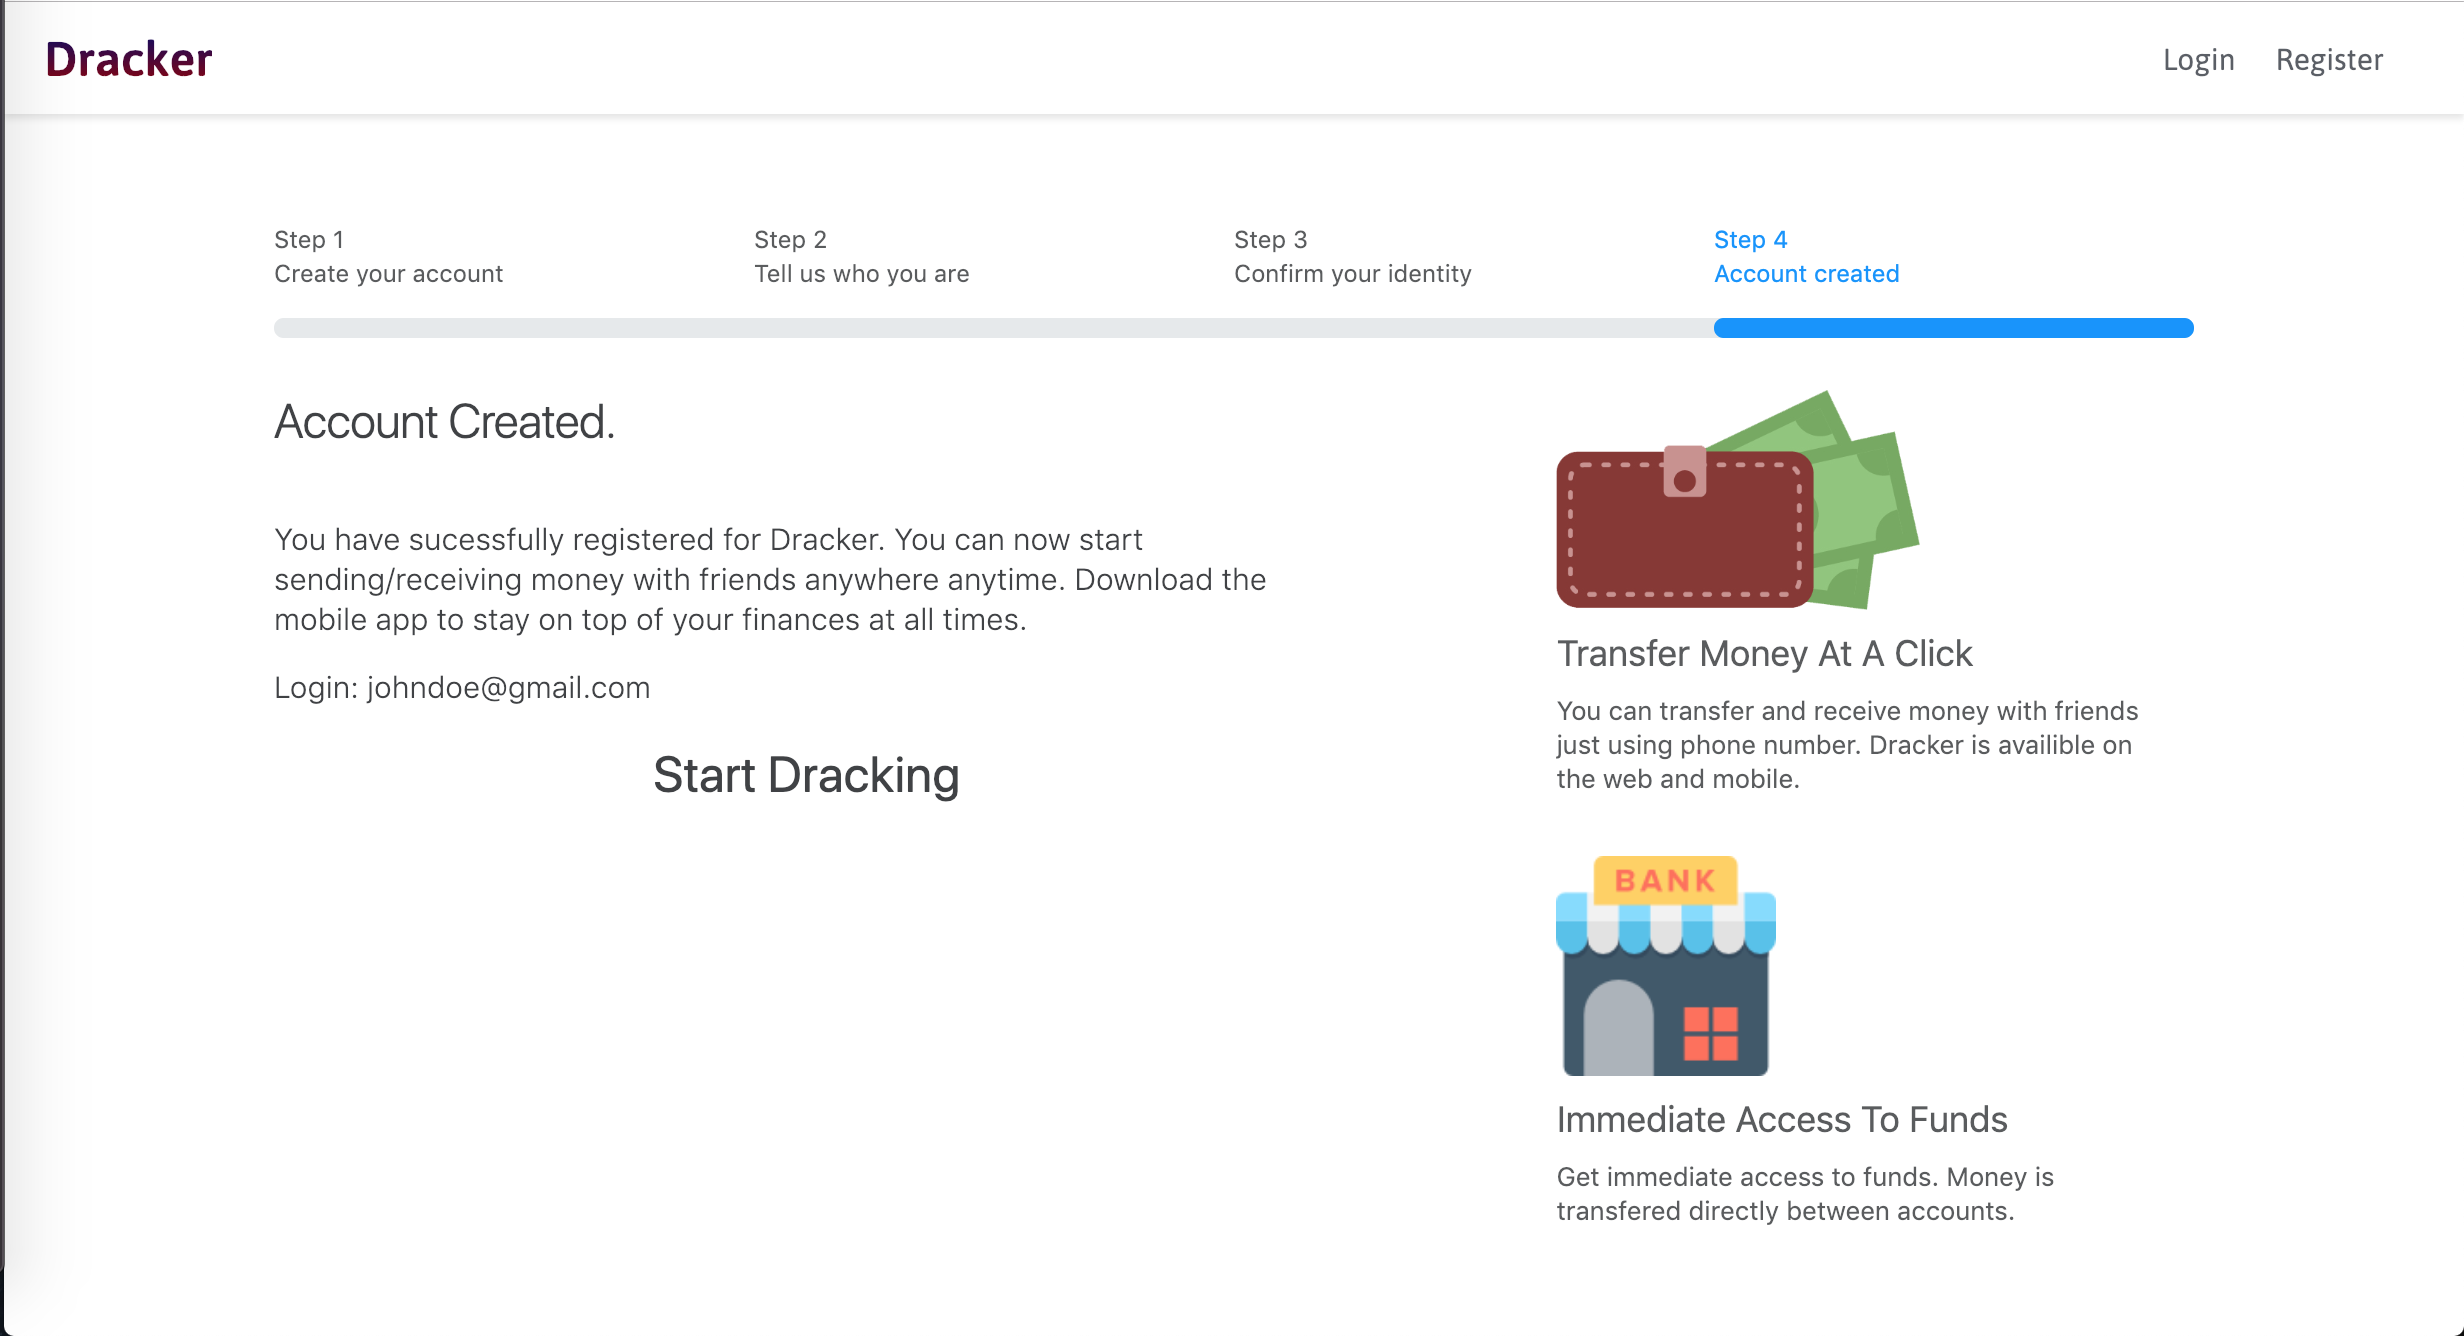 Dracker
Login
Register
Step 1
Create your account
Step 2
Tell us who you are
Step 3
Confirm your identity
Step 4
Account created
Account Created.
You have sucessfully registered for Dracker. You can now start
sending/receiving money with friends anywhere anytime. Download the
mobile app to stay on top of your finances at all times.
Login: johndoe@gmail.com
Start Dracking
Transfer Money At A Click
You can transfer and receive money with friends
just using phone number. Dracker is availible on
the web and mobile.
BANK
Immediate Access To Funds
Get immediate access to funds. Money is
transfered directly between accounts.